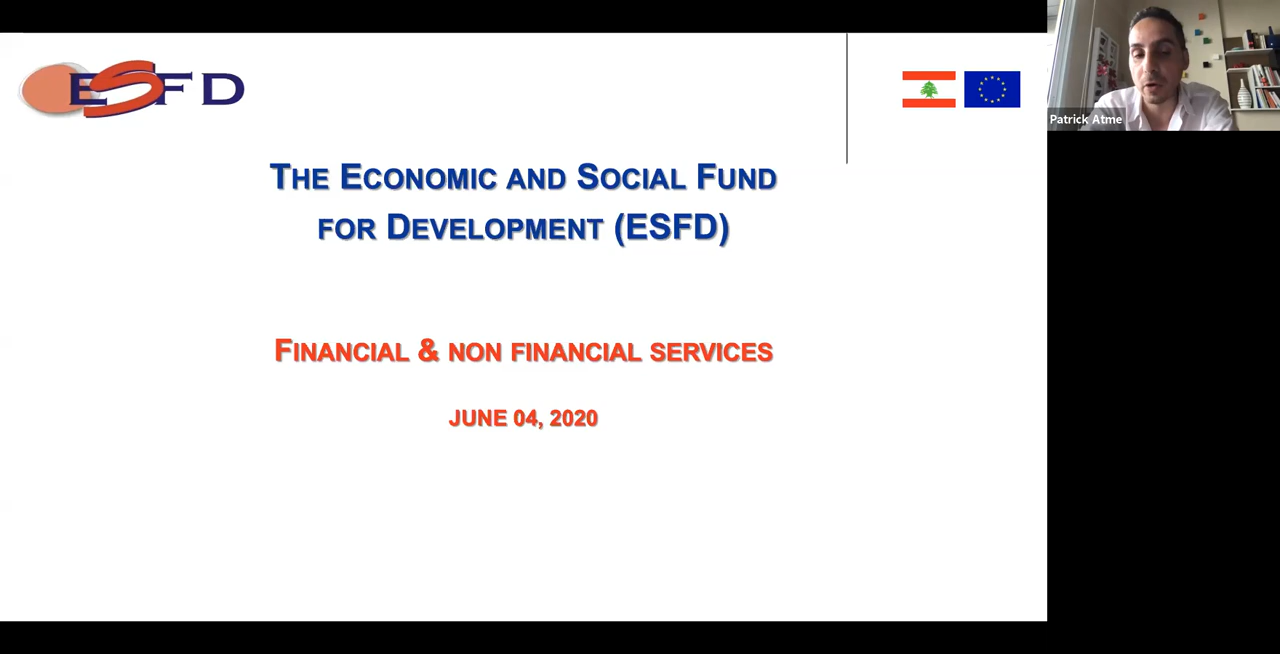 ESFD
THE ECONOMIC AND SOCIAL FUND
FOR DEVELOPMENT (ESFD)
FINANCIAL & NON FINANCIAL SERVICES
JUNE 04, 2020
Patrick Atme